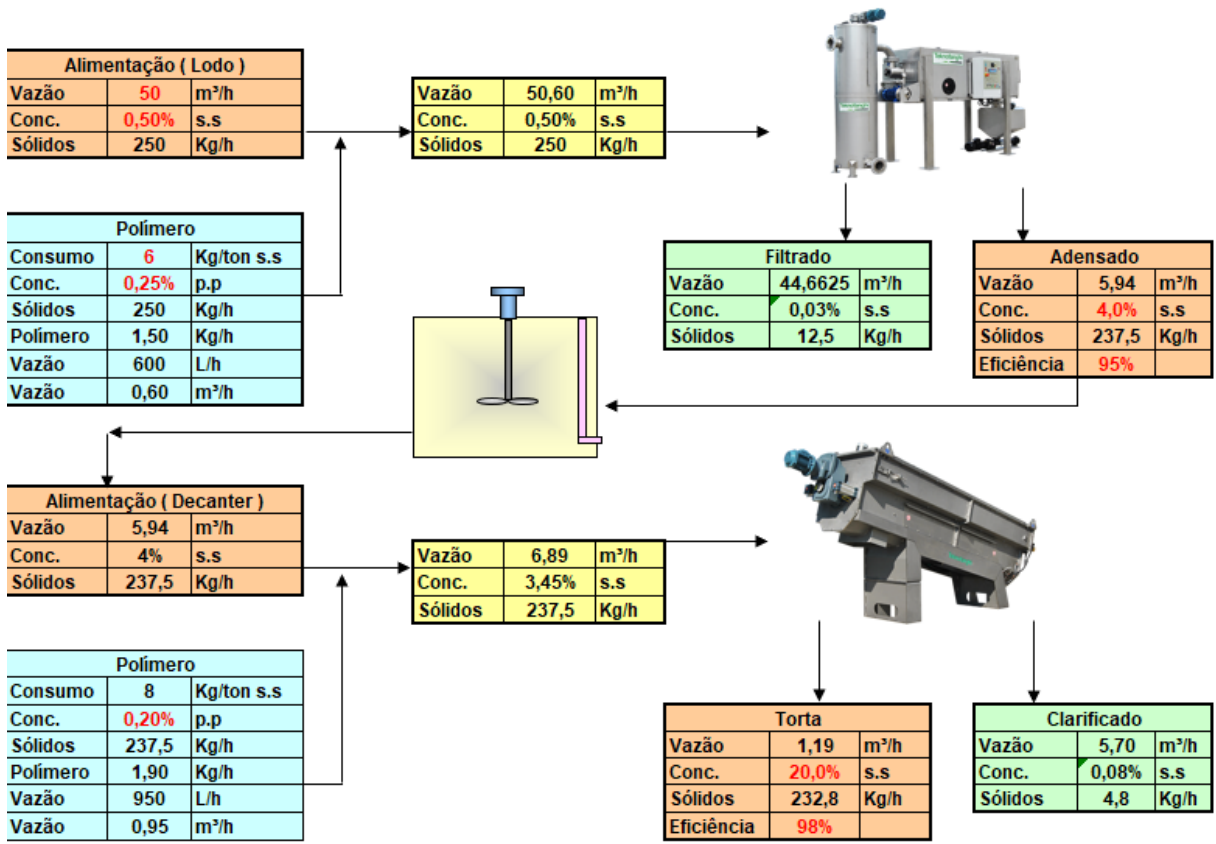 Alimentação ( Lodo )
Vazão 50 m³/h
Conc. 0,50% s.s
Sólidos 250 Kg/h
Vazão 50,60 m³/h
Conc. 0,50% s.s
Sólidos 250 Kg/h
Polímero
Consumo 6 Kg/ton s.s
Conc. 0,25% p.p
Sólidos 250 Kg/h
Polímero 1,50 Kg/h
Vazão 600 L/h
Vazão 0,60 m³/h
Filtrado
Vazão 44,6625 m³/h
Conc. 0,03% s.s
Sólidos 12,5 Kg/h
Adensado
Vazão 5,94 m³/h
Conc. 4,0% s.s
Sólidos 237,5 Kg/h
Eficiência 95%
Alimentação ( Decanter )
Vazão 5,94 m³/h
Conc. 4% s.s
Sólidos 237,5 Kg/h
Vazão 6,89 m³/h
Conc. 3,45% s.s
Sólidos 237,5 Kg/h
Polímero
Consumo 8 Kg/ton s.s
Conc. 0,20% p.p
Sólidos 237,5 Kg/h
Polímero 1,90 Kg/h
Vazão 950 L/h
Vazão 0,95 m³/h
Torta
Vazão 1,19 m³/h
Conc. 20,0% s.s
Sólidos 232,8 Kg/h
Eficiência 98%
Clarificado
Vazão 5,70 m³/h
Conc. 0,08% s.s
Sólidos 4,8 Kg/h